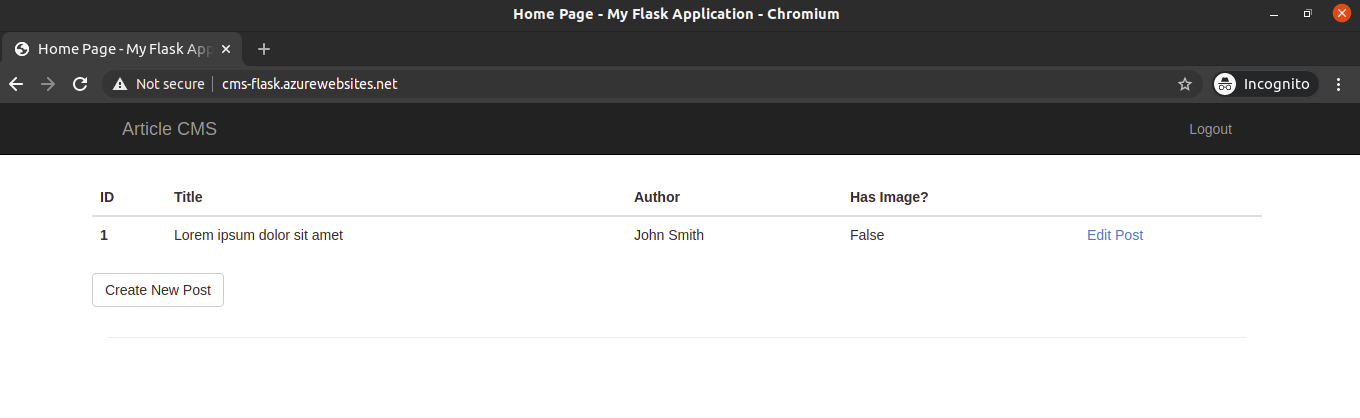 Home Page - My Flask Application - Chromium
Home Page - My Flask App
Not secure cms-flask.azurewebsites.net Incognito
Article CMS Logout
ID Title Author Has Image?
1 Lorem ipsum dolor sit amet John Smith False Edit Post
Create New Post